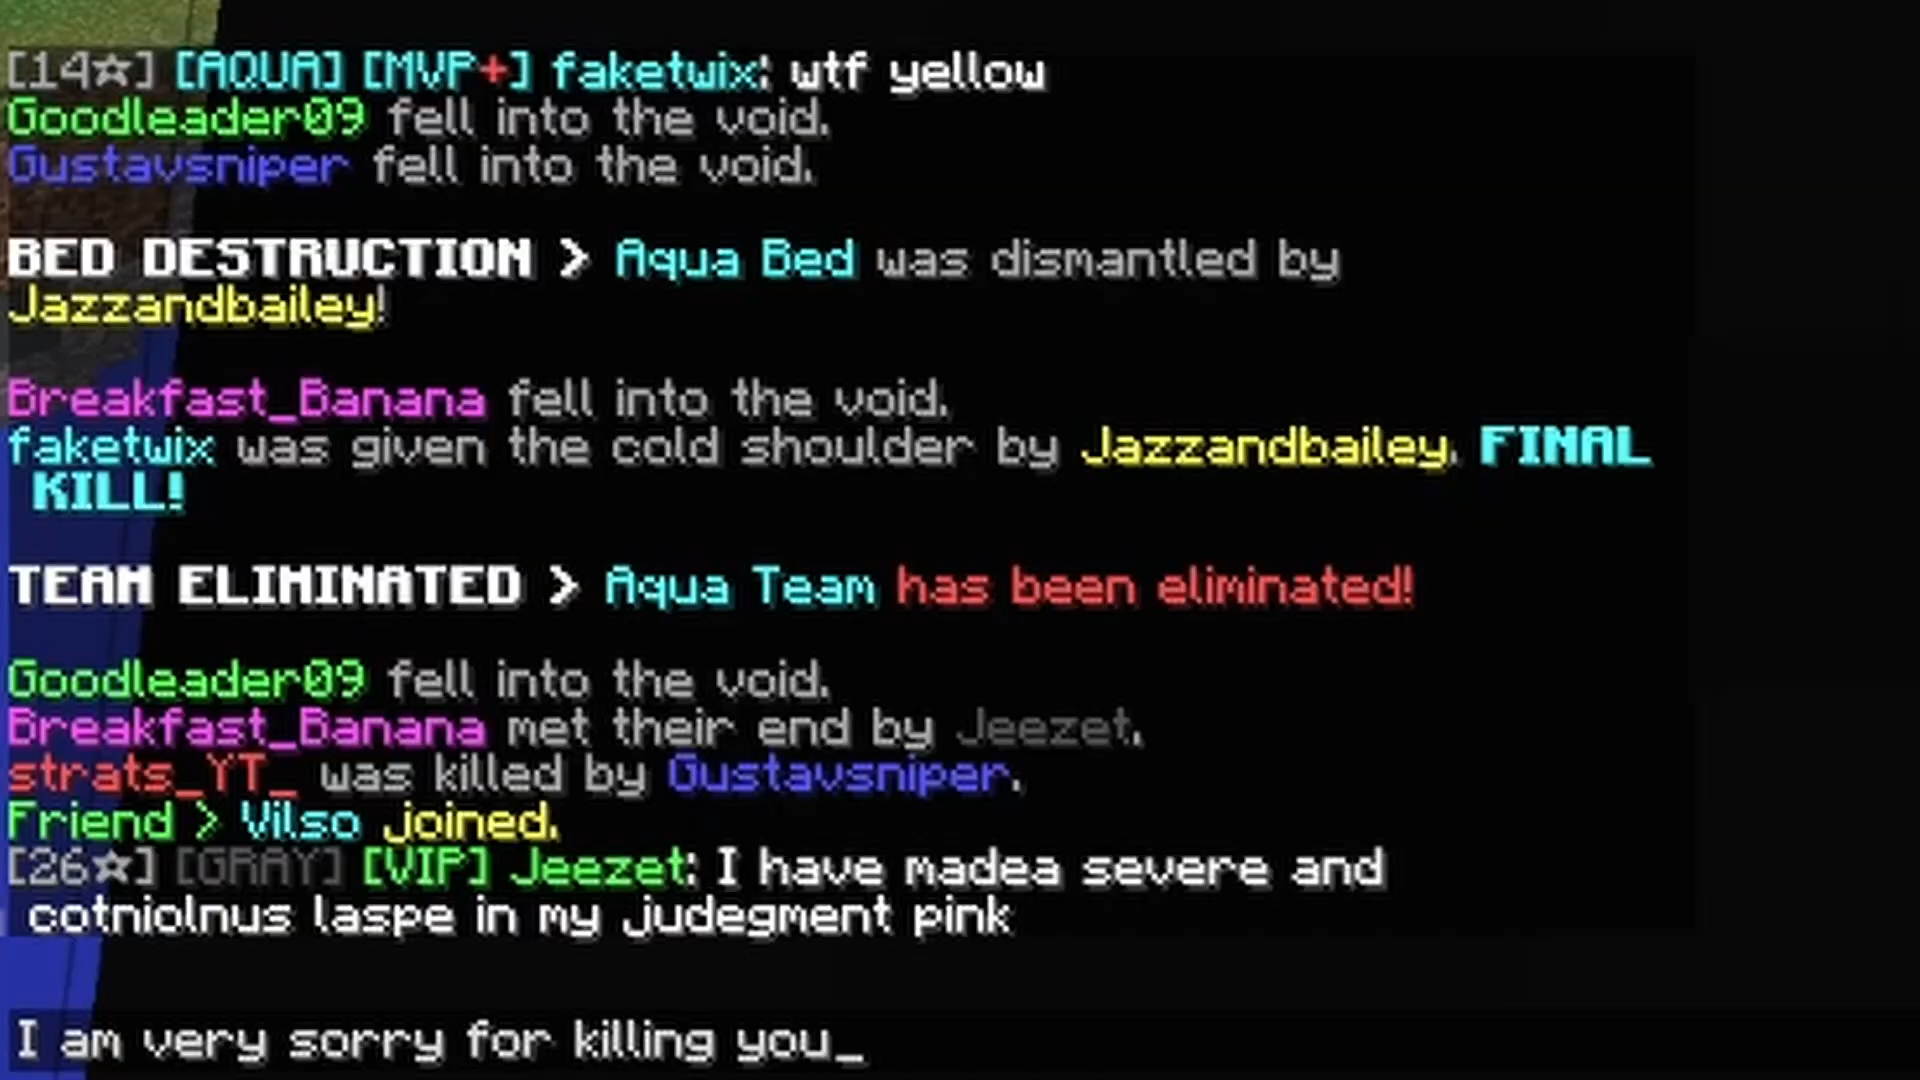 [14☆] [AQUA] [MVP+] faketwix: wtf yellow
Goodleader09 fell into the void.
Gustavsniper fell into the void.
BED DESTRUCTION > Aqua Bed was dismantled by
Jazzandbailey!
Breakfast_Banana fell into the void.
faketwix was given the cold shoulder by Jazzandbailey. FINAL
KILL!
TEAM ELIMINATED > Aqua Team has been eliminated!
Goodleader09 fell into the void.
Breakfast_Banana met their end by Jeezet.
strats_YT_ was killed by Gustavsniper.
Friend > Vilso joined.
[26☆] [GRAY] [VIP] Jeezet: I have madea severe and
cotniolnus laspe in my judegment pink
I am very sorry for killing you_